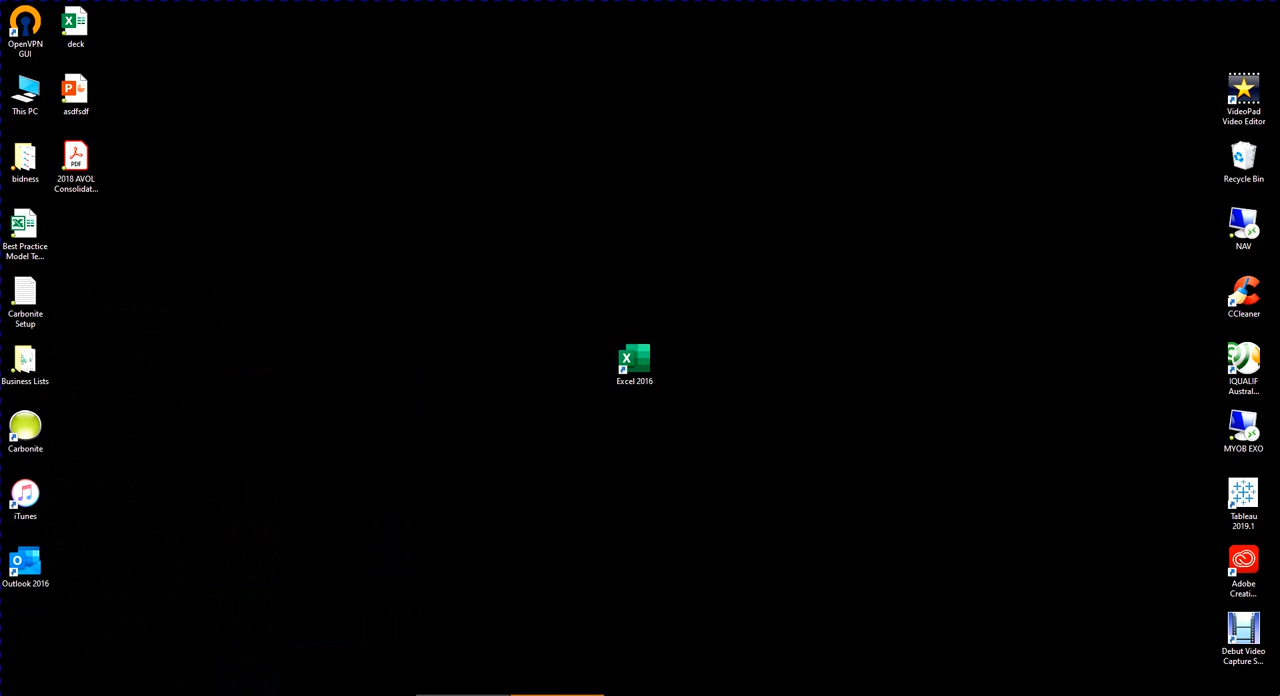 OpenVPN
GUI
deck
This PC
asdfsdf
bidness
PDF
2018 AVOL
Consolidat...
Best Practice
Model Te...
Carbonite
Setup
Business Lists
Carbonite
iTunes
Outlook 2016
Excel 2016
VideoPad
Video Editor
Recycle Bin
NAV
CCleaner
IQUALIF
Austral...
MYOB EXO
Tableau
2019.1
Adobe
Creati...
Debut Video
Capture S...